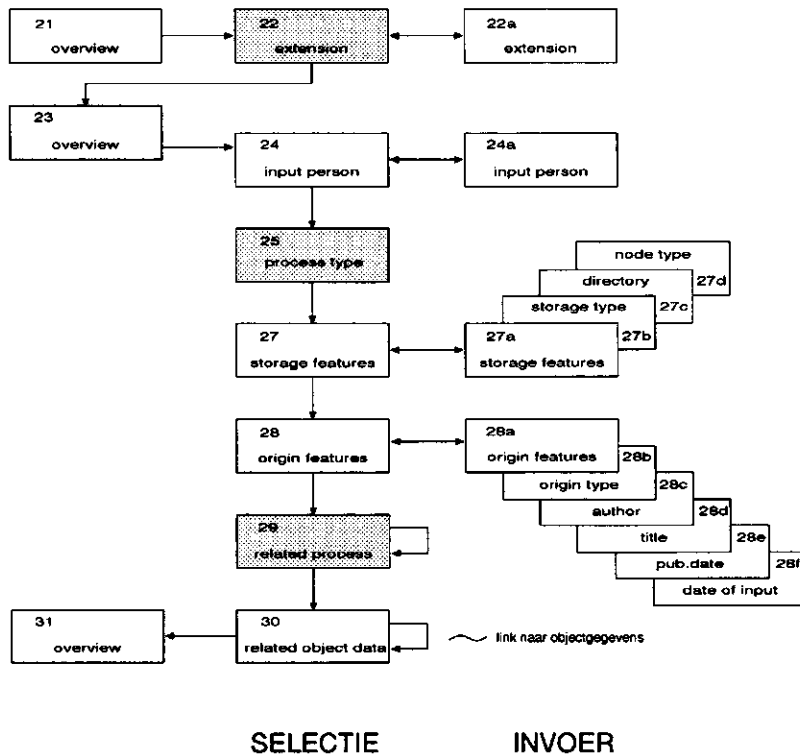 21
overview
22
extension
22a
extension
23
overview
24
input person
24a
input person
25
process type
node type
directory
27d
storage type
27c
27
storage features
27a
27b
storage features
28
origin features
28a
origin features
28b
origin type
28c
author
28d
title
28e
pub.date
28f
date of input
29
related process
31
overview
30
related object data
link naar objectgegevens
SELECTIE
INVOER